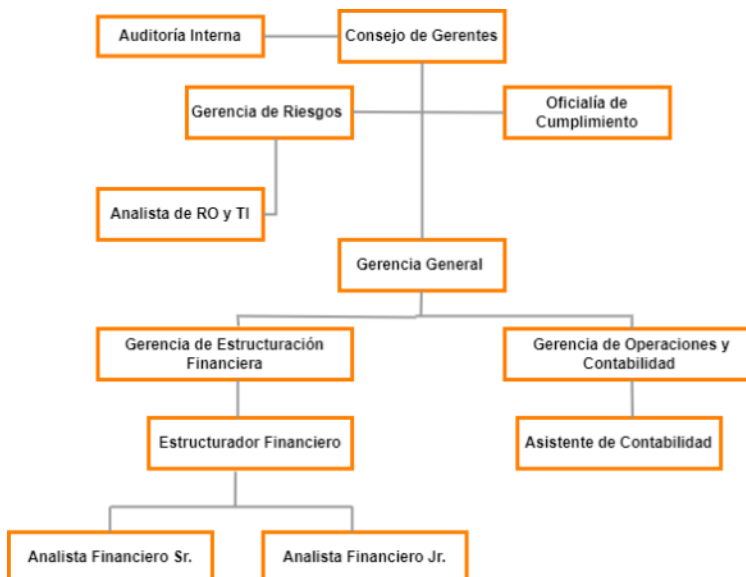 Auditoría Interna
Consejo de Gerentes
Gerencia de Riesgos
Oficialía de
Cumplimiento
Analista de RO y TI
Gerencia General
Gerencia de Estructuración
Financiera
Gerencia de Operaciones y
Contabilidad
Estructurador Financiero
Asistente de Contabilidad
Analista Financiero Sr.
Analista Financiero Jr.